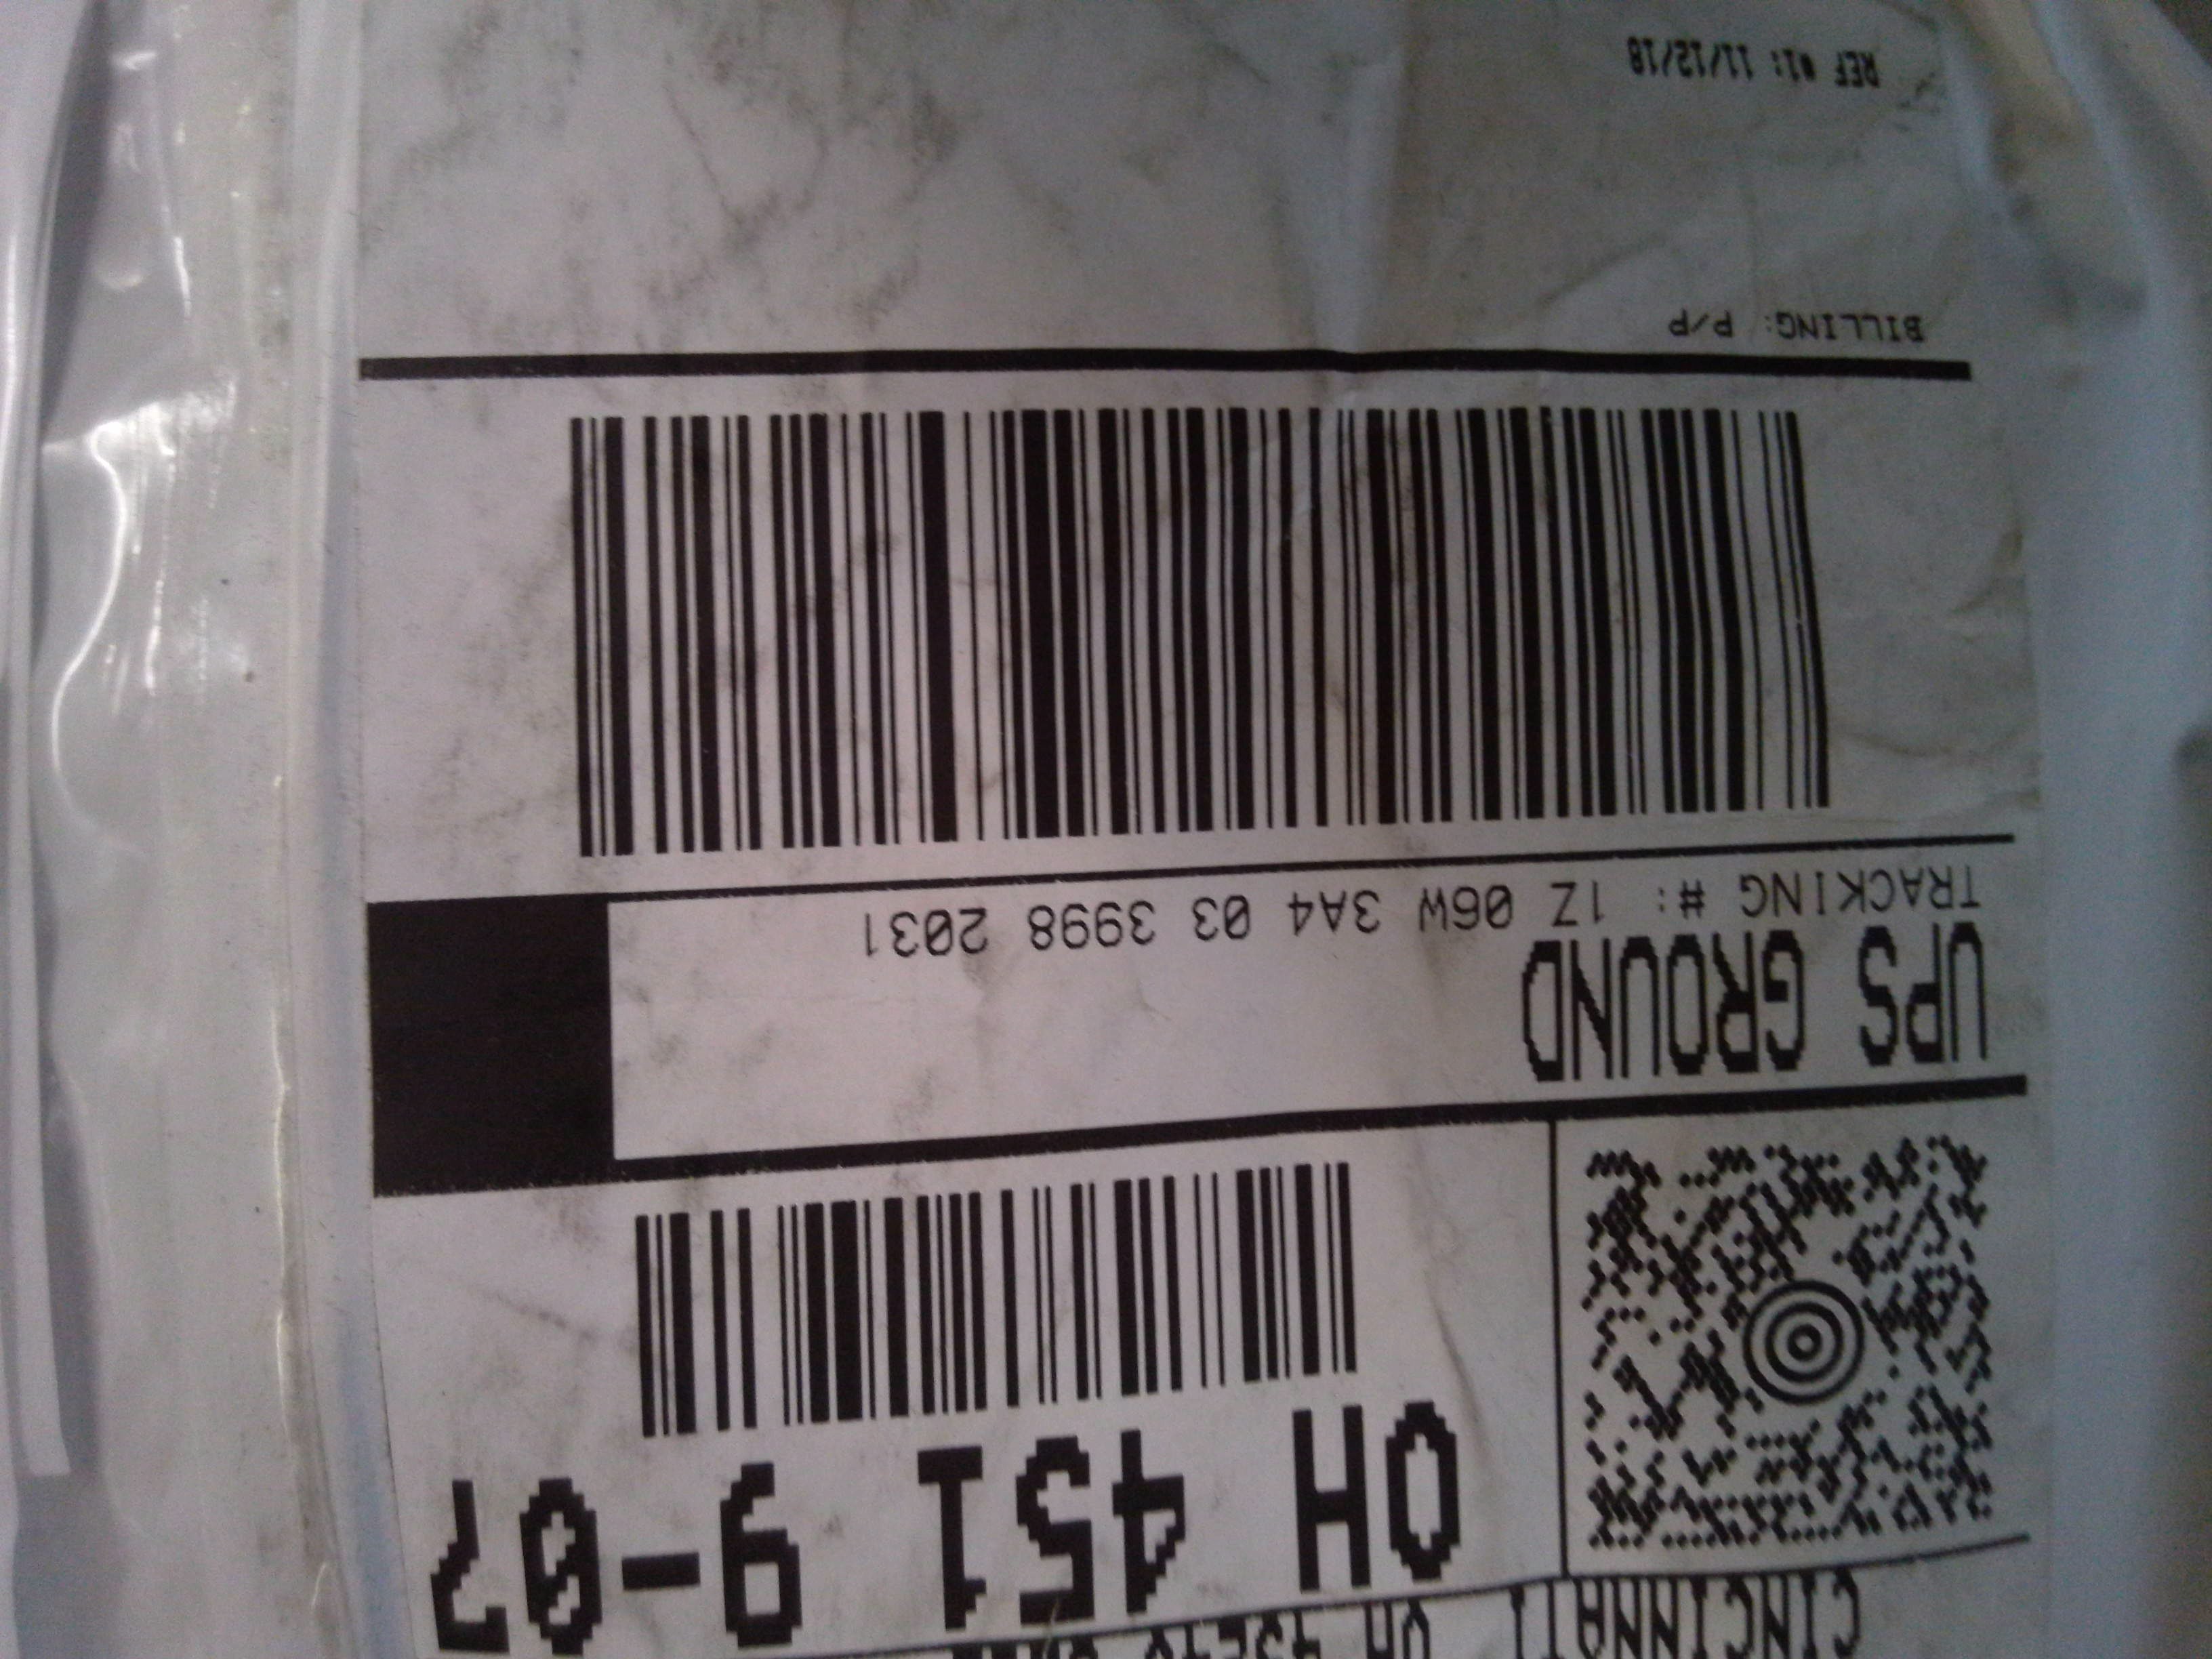 CINCINNATI OH
OH 451 9-07
UPS GROUND
TRACKING #: 1Z 06W 3A4 03 3998 2031
BILLING: P/P
REF #1: 11/12/18